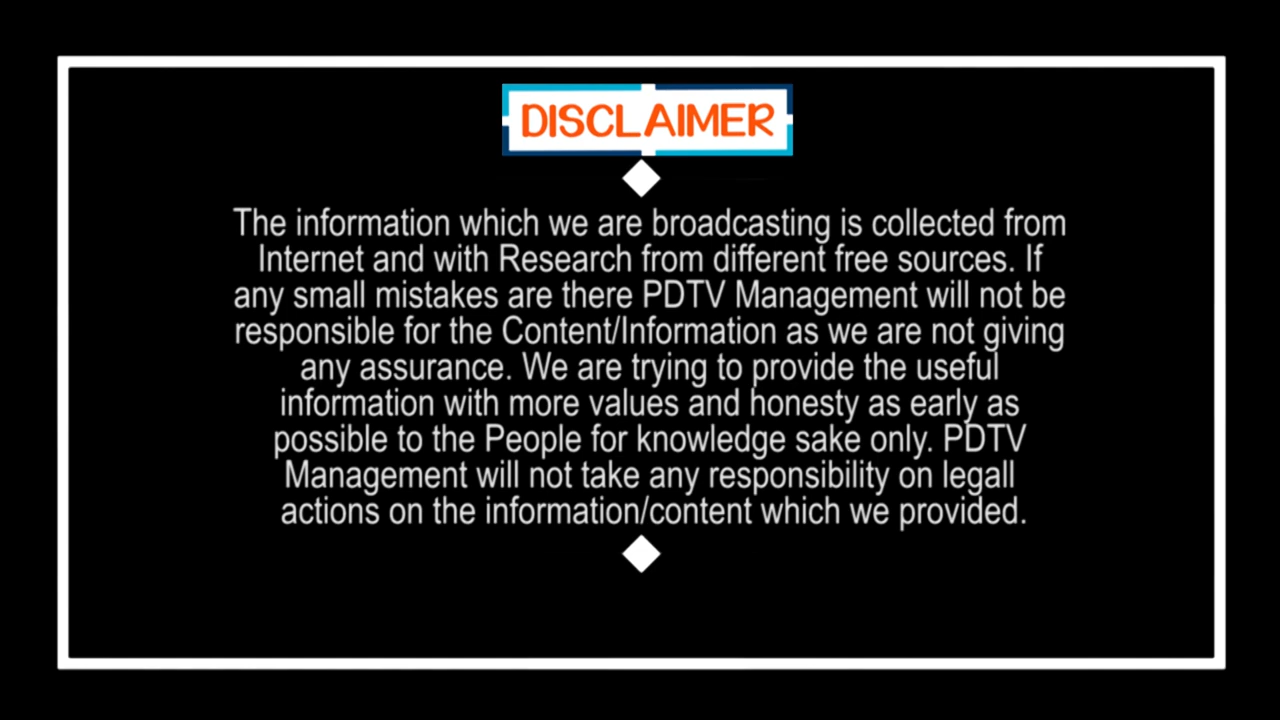 DISCLAIMER
The information which we are broadcasting is collected from
Internet and with Research from different free sources. If
any small mistakes are there PDTV Management will not be
responsible for the Content/Information as we are not giving
any assurance. We are trying to provide the useful
information with more values and honesty as early as
possible to the People for knowledge sake only. PDTV
Management will not take any responsibility on legall
actions on the information/content which we provided.